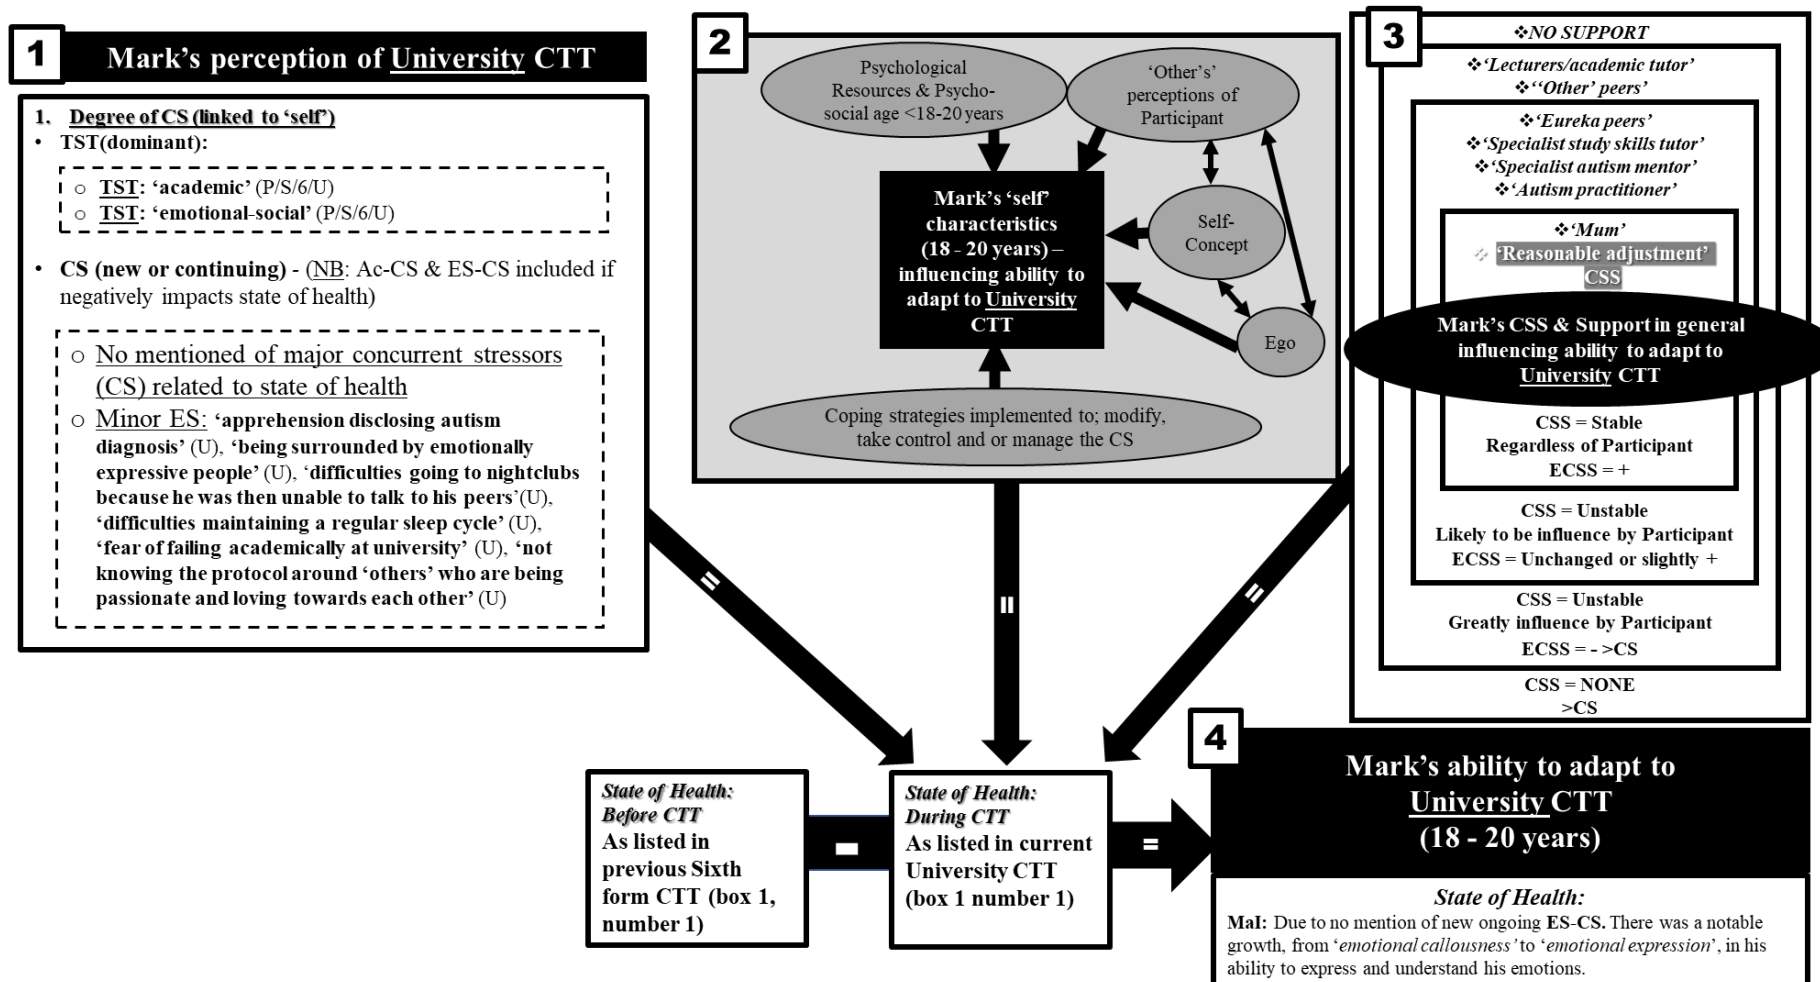 1
Mark's perception of University CTT
1. Degree of CS (linked to 'self')
• TST(dominant):
o TST: 'academic' (P/S/6/U)
o TST: 'emotional-social' (P/S/6/U)
• CS (new or continuing) - (NB: Ac-CS & ES-CS included if
negatively impacts state of health)
o No mentioned of major concurrent stressors
(CS) related to state of health
o Minor ES: 'apprehension disclosing autism
diagnosis' (U), 'being surrounded by emotionally
expressive people' (U), 'difficulties going to nightclubs
because he was then unable to talk to his peers'(U),
'difficulties maintaining a regular sleep cycle' (U),
'fear of failing academically at university' (U), 'not
knowing the protocol around 'others' who are being
passionate and loving towards each other' (U)
2
Psychological
Resources & Psycho-
social age <18-20 years
'Other's'
perceptions of
Participant
Mark's 'self'
characteristics
(18 - 20 years) –
influencing ability to
adapt to University
CTT
Self-
Concept
Ego
Coping strategies implemented to; modify,
take control and or manage the CS
3
❖NO SUPPORT
❖'Lecturers/academic tutor'
❖''Other' peers'
❖'Eureka peers'
❖'Specialist study skills tutor'
❖'Specialist autism mentor'
❖'Autism practitioner'
❖'Mum'
❖ 'Reasonable adjustment'
CSS
Mark's CSS & Support in general
influencing ability to adapt to
University CTT
CSS = Stable
Regardless of Participant
ECSS = +
CSS = Unstable
Likely to be influence by Participant
ECSS = Unchanged or slightly +
CSS = Unstable
Greatly influence by Participant
ECSS = - >CS
CSS = NONE
>CS
=
=
=
State of Health:
Before CTT
As listed in
previous Sixth
form CTT (box 1,
number 1)
-
State of Health:
During CTT
As listed in current
University CTT
(box 1 number 1)
=
4
Mark's ability to adapt to
University CTT
(18 - 20 years)
State of Health:
MaI: Due to no mention of new ongoing ES-CS. There was a notable
growth, from 'emotional callousness' to 'emotional expression', in his
ability to express and understand his emotions.